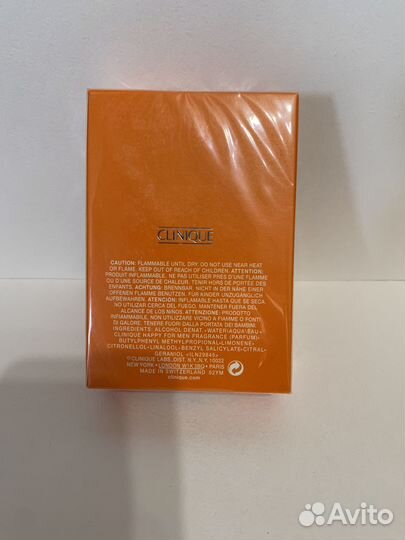 CLINIQUE
CAUTION: FLAMMABLE UNTIL DRY. DO NOT USE NEAR HEAT
OR FLAME. KEEP OUT OF REACH OF CHILDREN. ATTENTION:
PRODUIT INFLAMMABLE. NE PAS UTILISER PRES D'UNE FLAMME
OU D'UNE SOURCE DE CHALEUR. TENIR HORS DE PORTÉE DES
ENFANTS. ACHTUNG: BRENNBAR. NICHT IN DER NÄHE EINER
OFFENEN FLAMME BENUTZEN. FÜR KINDER UNZUGÄNGLICH
AUFBEWAHREN. ATENCIÓN: INFLAMABLE HASTA QUE SE SECA
NO UTILIZAR CERCA DEL FUEGO. MANTENER FUERA DEL
ALCANCE DE LOS NIÑOS. ATTENZIONE: PRODOTTO
INFIAMMABILE. NON UTILIZZARE VICINO A FIAMME O FONTI
DI CALORE. TENERE FUORI DALLA PORTATA DEI BAMBINI.
INGREDIENTS: ALCOHOL DENAT.•WATER\AQUA\EAU•
CLINIQUE HAPPY FOR MEN FRAGRANCE (PARFUM)•
BUTYLPHENYL METHYLPROPIONAL•LIMONENE•
CITRONELLOL•LINALOOL•BENZYL SALICYLATE•CITRAL•
GERANIOL <ILN29845>
© CLINIQUE LABS, DIST. N.Y., N.Y. 10022
NEW YORK • LONDON W1K 3BQ • PARIS
MADE IN SWITZERLAND 62YM
clinique.com
Avito